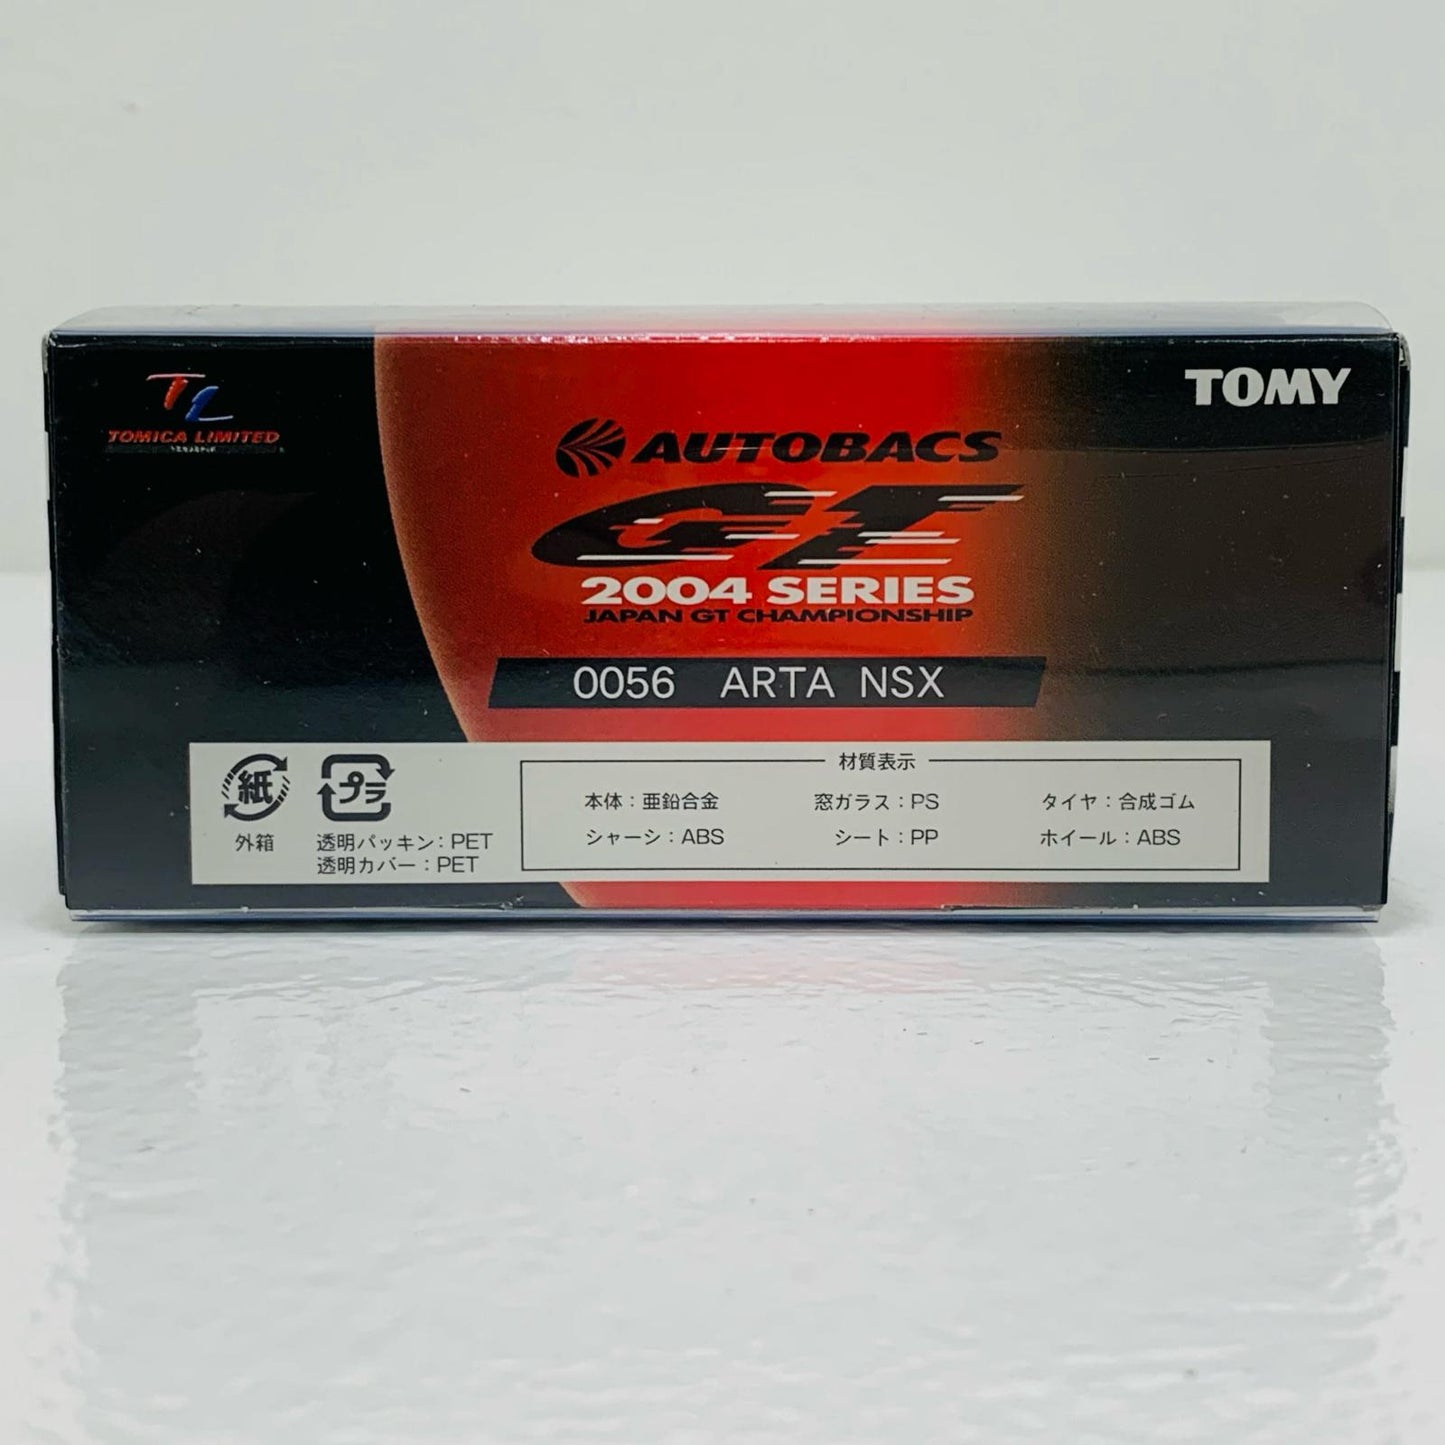 TL
TOMICA LIMITED
TOMY
AUTOBACS
GT
2004 SERIES
JAPAN GT CHAMPIONSHIP
0056 ARTA NSX
紙
外箱
プラ
透明パッキン:PET
透明カバー:PET
材質表示
本体:亜鉛合金 窓ガラス:PS タイヤ:合成ゴム
シャーシ:ABS シート:PP ホイール:ABS